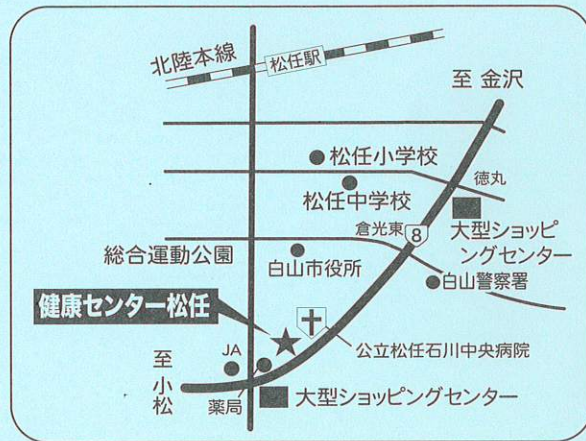 北陸本線
松任駅
至 金沢
松任小学校
松任中学校
徳丸
倉光東
8
大型ショッピ
ングセンター
総合運動公園
白山市役所
白山警察署
健康センター松任
公立松任石川中央病院
JA
至
小
松
薬局
大型ショッピングセンター